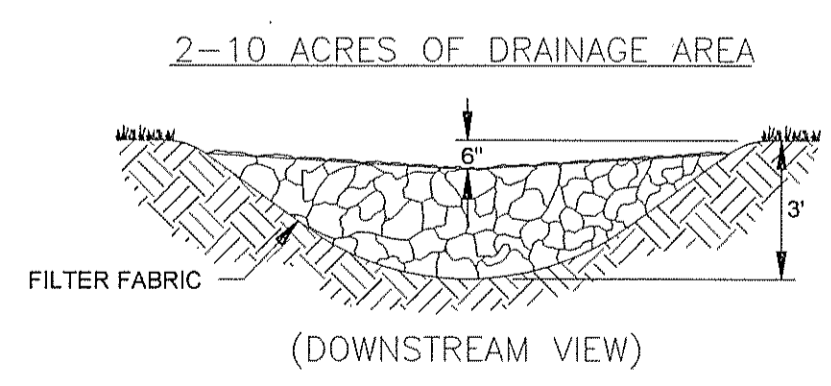 2-10 ACRES OF DRAINAGE AREA
6"
3'
FILTER FABRIC
(DOWNSTREAM VIEW)